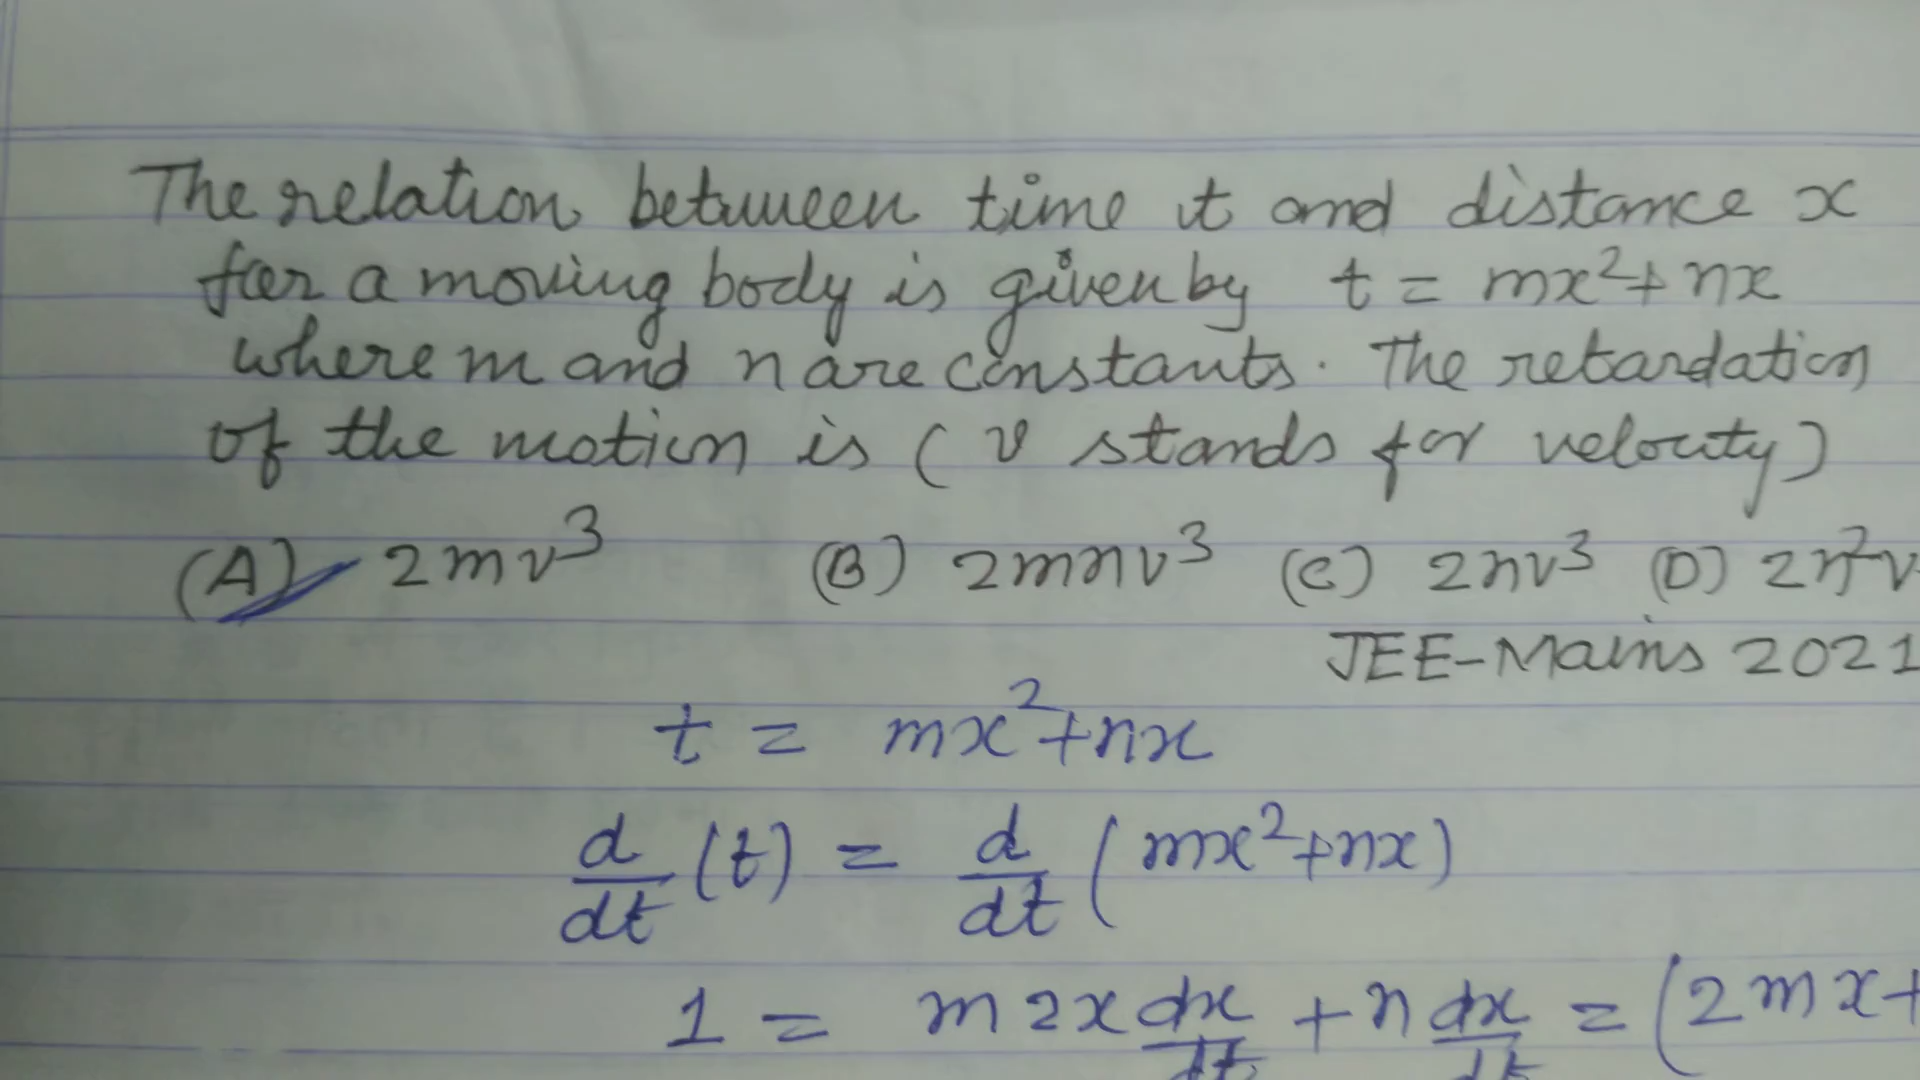 The relation between time t and distance x
for a moving body is given by t = mx²+nx
where m and n are constants. The retardation
of the motion is ( v stands for velocity)
(A) 2mv³ (B) 2mnv³ (C) 2nv³ (D) 2n²v
JEE-Mains 2021
t = mx²+nx
d/dt (t) = d/dt (mx²+nx)
1 = m2x dx/dt + n dx/dt = (2mx+